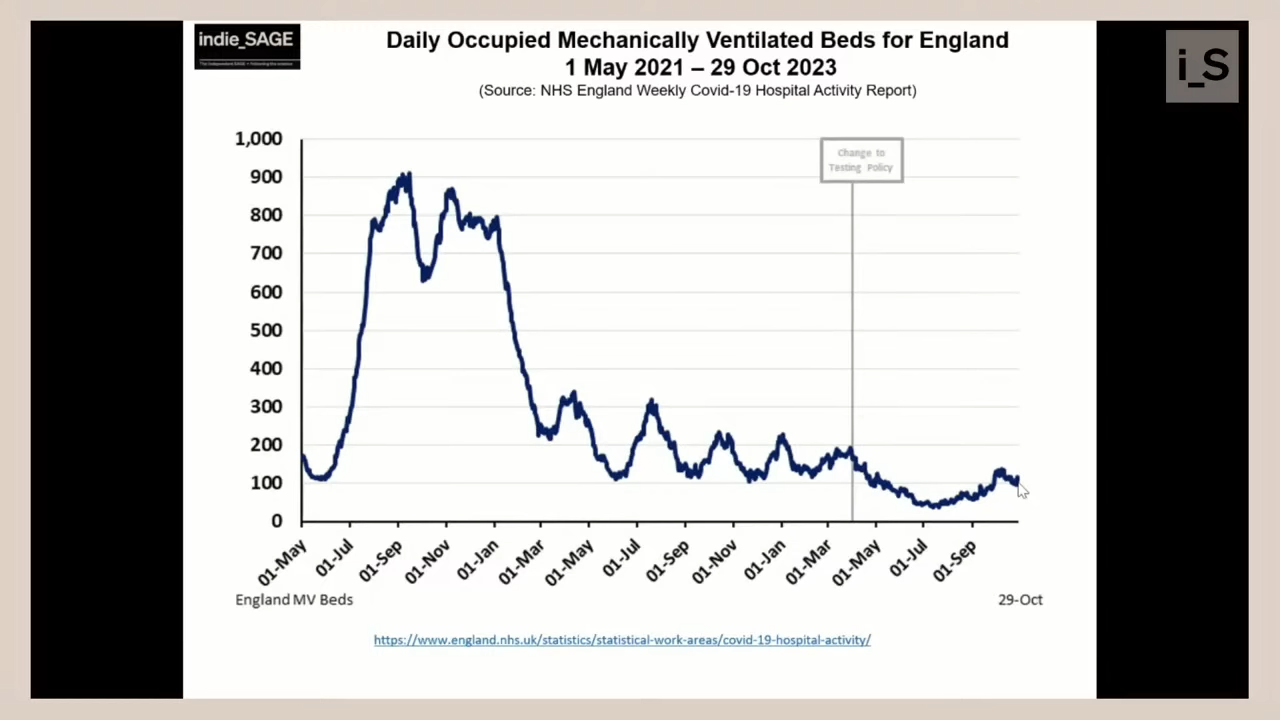 indie_SAGE
Daily Occupied Mechanically Ventilated Beds for England
1 May 2021 – 29 Oct 2023
(Source: NHS England Weekly Covid-19 Hospital Activity Report)
i_S
Change to
Testing Policy
1,000
900
800
700
600
500
400
300
200
100
0
01-May
01-Jul
01-Sep
01-Nov
01-Jan
01-Mar
01-May
01-Jul
01-Sep
01-Nov
01-Jan
01-Mar
01-May
01-Jul
01-Sep
England MV Beds
29-Oct
https://www.england.nhs.uk/statistics/statistical-work-areas/covid-19-hospital-activity/